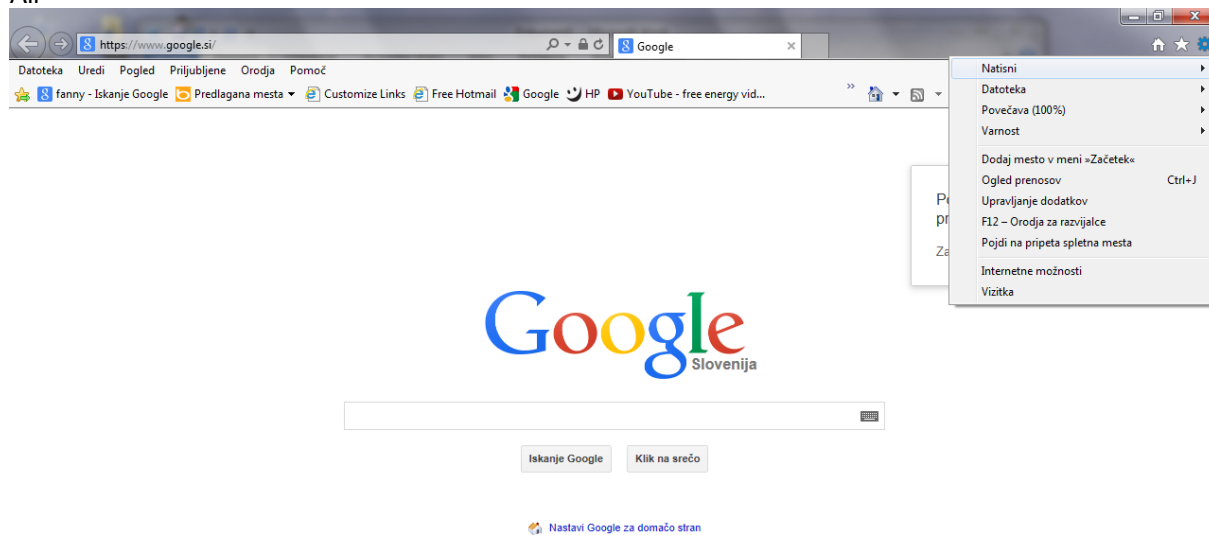 https://www.google.si/
Google
Datoteka Uredi Pogled Priljubljene Orodja Pomoč
fanny - Iskanje Google Predlagana mesta Customize Links Free Hotmail Google HP YouTube - free energy vid...
Natisni
Datoteka
Povečava (100%)
Varnost
Dodaj mesto v meni »Začetek«
Ogled prenosov Ctrl+J
Upravljanje dodatkov
F12 – Orodja za razvijalce
Pojdi na pripeta spletna mesta
Internetne možnosti
Vizitka
Google
Slovenija
Iskanje Google Klik na srečo
Nastavi Google za domačo stran